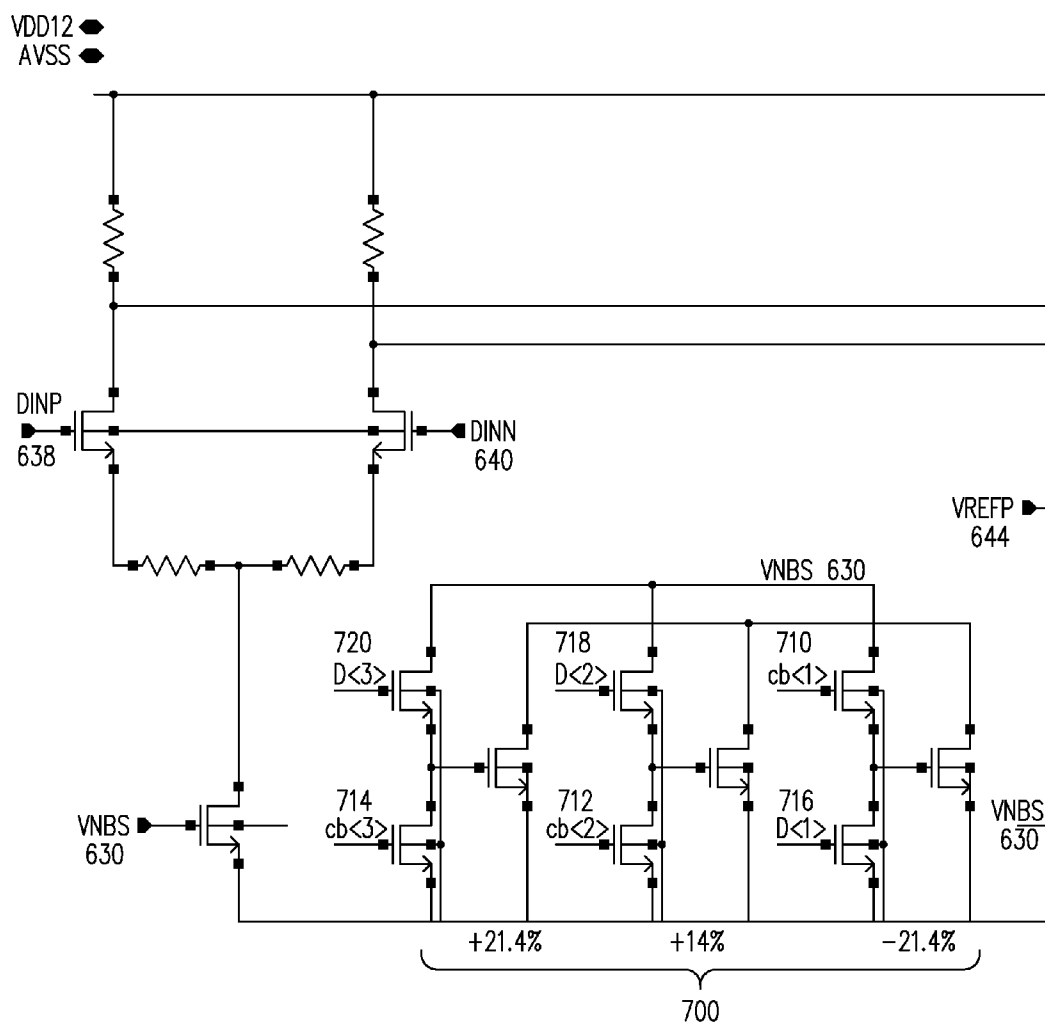 VDD12
AVSS
DINP
638
DINN
640
VREFP
644
VNBS 630
720
D<3>
718
D<2>
710
cb<1>
714
cb<3>
712
cb<2>
716
D<1>
VNBS
630
VNBS
630
+21.4%
+14%
-21.4%
700